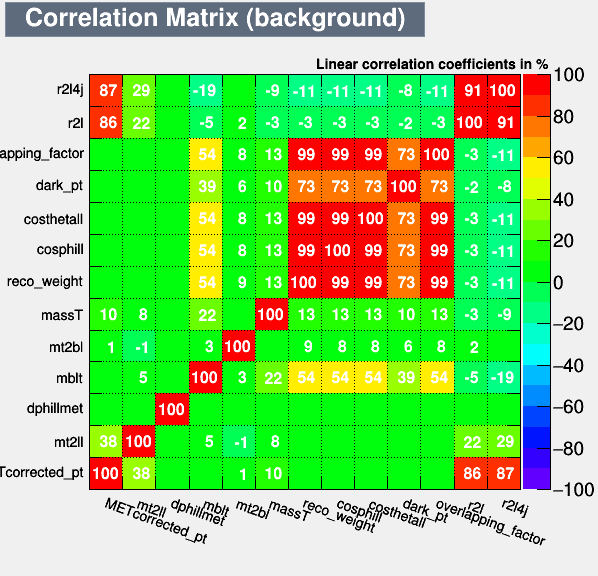 Correlation Matrix (background)
Linear correlation coefficients in %
r2l4j 87 29 -19 -9 -11 -11 -11 -8 -11 91 100
r2l 86 22 -5 2 -3 -3 -3 -3 -2 -3 100 91
apping_factor 54 8 13 99 99 99 73 100 -3 -11
dark_pt 39 6 10 73 73 73 100 73 -2 -8
costhetall 54 8 13 99 99 100 73 99 -3 -11
cosphill 54 8 13 99 100 99 73 99 -3 -11
reco_weight 54 9 13 100 99 99 73 99 -3 -11
massT 10 8 22 100 13 13 13 10 13 -3 -9
mt2bl 1 -1 3 100 9 8 8 6 8 2
mblt 5 100 3 22 54 54 54 39 54 -5 -19
dphillmet 100
mt2ll 38 100 5 -1 8 22 29
Tcorrected_pt 100 38 1 10 86 87
METcorrected_pt mt2ll dphillmet mblt mt2bl massT reco_weight cosphill costhetall dark_pt overlapping_factor r2l r2l4j
100
80
60
40
20
0
−20
−40
−60
−80
−100